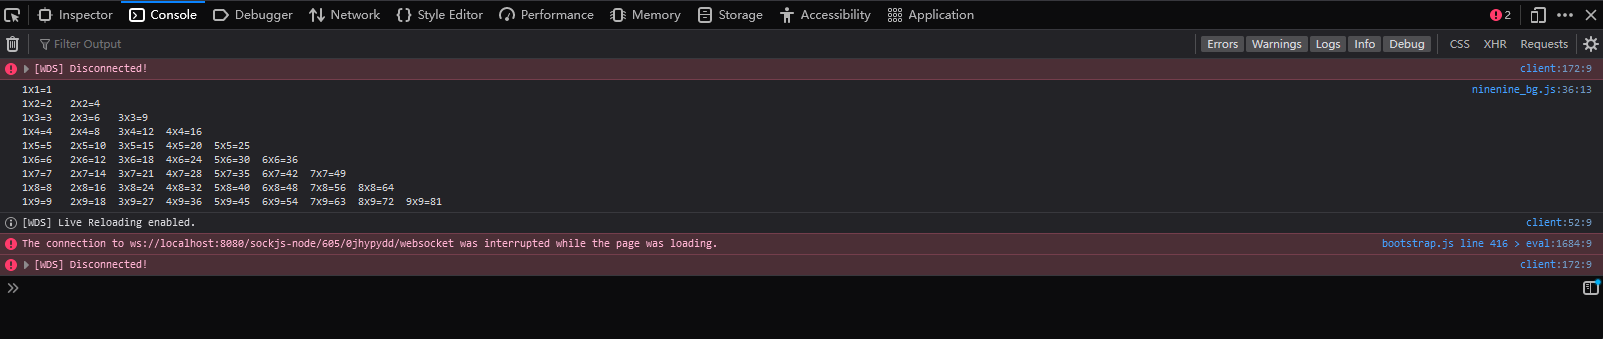 Inspector Console Debugger Network Style Editor Performance Memory Storage Accessibility Application 2
Filter Output Errors Warnings Logs Info Debug CSS XHR Requests
[WDS] Disconnected! client:172:9
1x1=1 ninenine_bg.js:36:13
1x2=2 2x2=4
1x3=3 2x3=6 3x3=9
1x4=4 2x4=8 3x4=12 4x4=16
1x5=5 2x5=10 3x5=15 4x5=20 5x5=25
1x6=6 2x6=12 3x6=18 4x6=24 5x6=30 6x6=36
1x7=7 2x7=14 3x7=21 4x7=28 5x7=35 6x7=42 7x7=49
1x8=8 2x8=16 3x8=24 4x8=32 5x8=40 6x8=48 7x8=56 8x8=64
1x9=9 2x9=18 3x9=27 4x9=36 5x9=45 6x9=54 7x9=63 8x9=72 9x9=81
[WDS] Live Reloading enabled. client:52:9
The connection to ws://localhost:8080/sockjs-node/605/0jhypydd/websocket was interrupted while the page was loading. bootstrap.js line 416 > eval:1684:9
[WDS] Disconnected! client:172:9